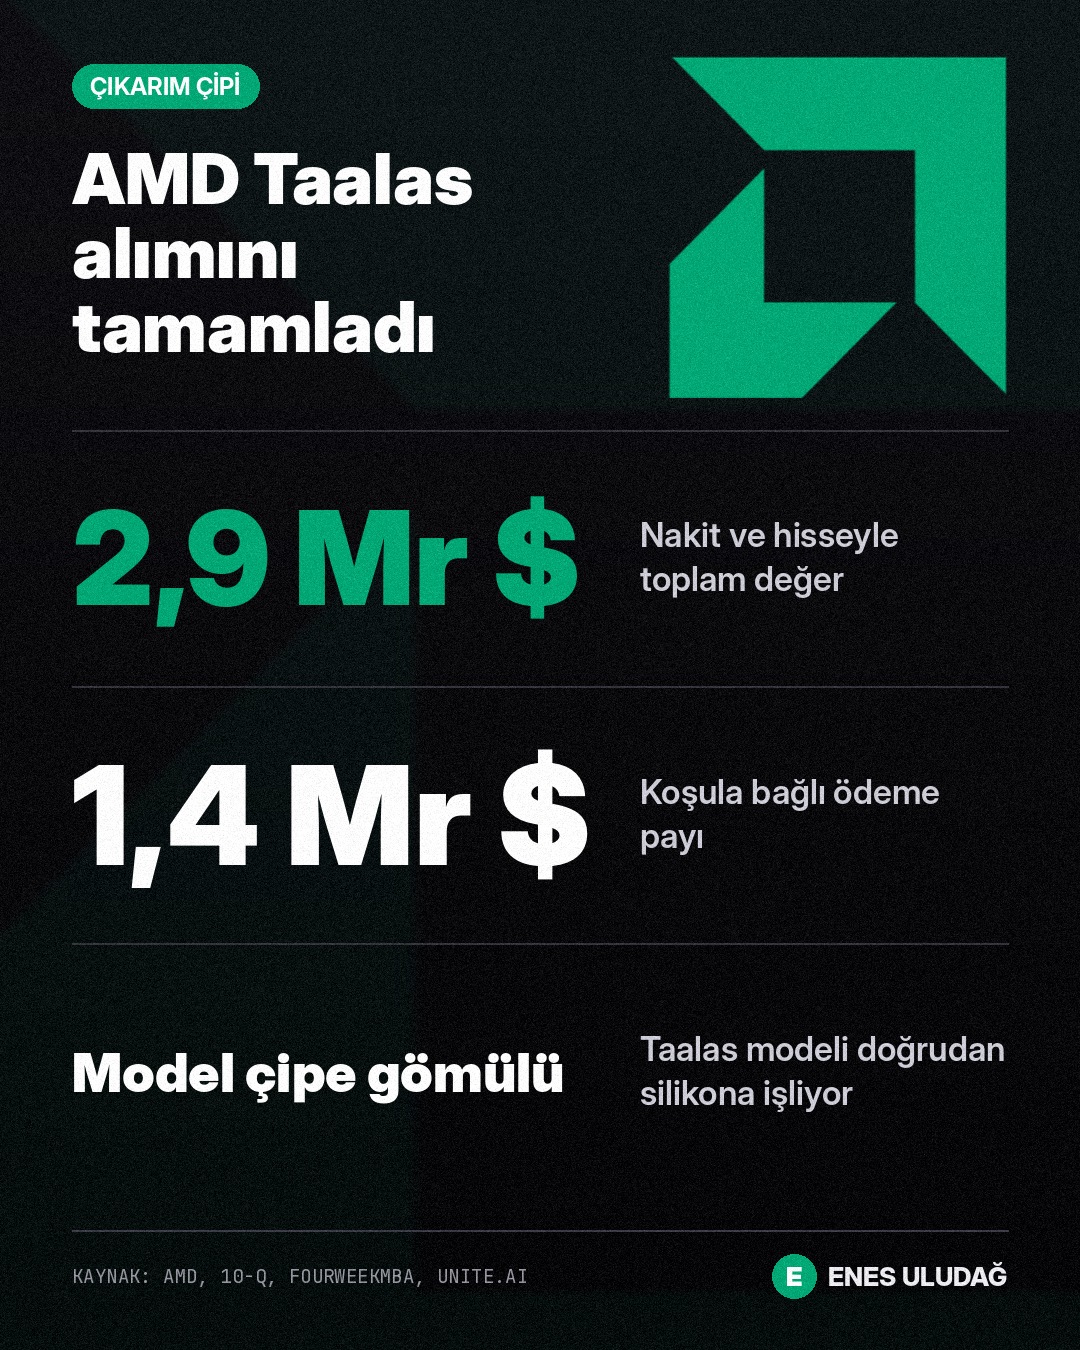 ÇIKARIM ÇİPİ
AMD Taalas
alımını
tamamladı
2,9 Mr $
Nakit ve hisseyle
toplam değer
1,4 Mr $
Koşula bağlı ödeme
payı
Model çipe gömülü
Taalas modeli doğrudan
silikona işliyor
KAYNAK: AMD, 10-Q, FOURWEEKMBA, UNITE.AI
E ENES ULUDAĞ